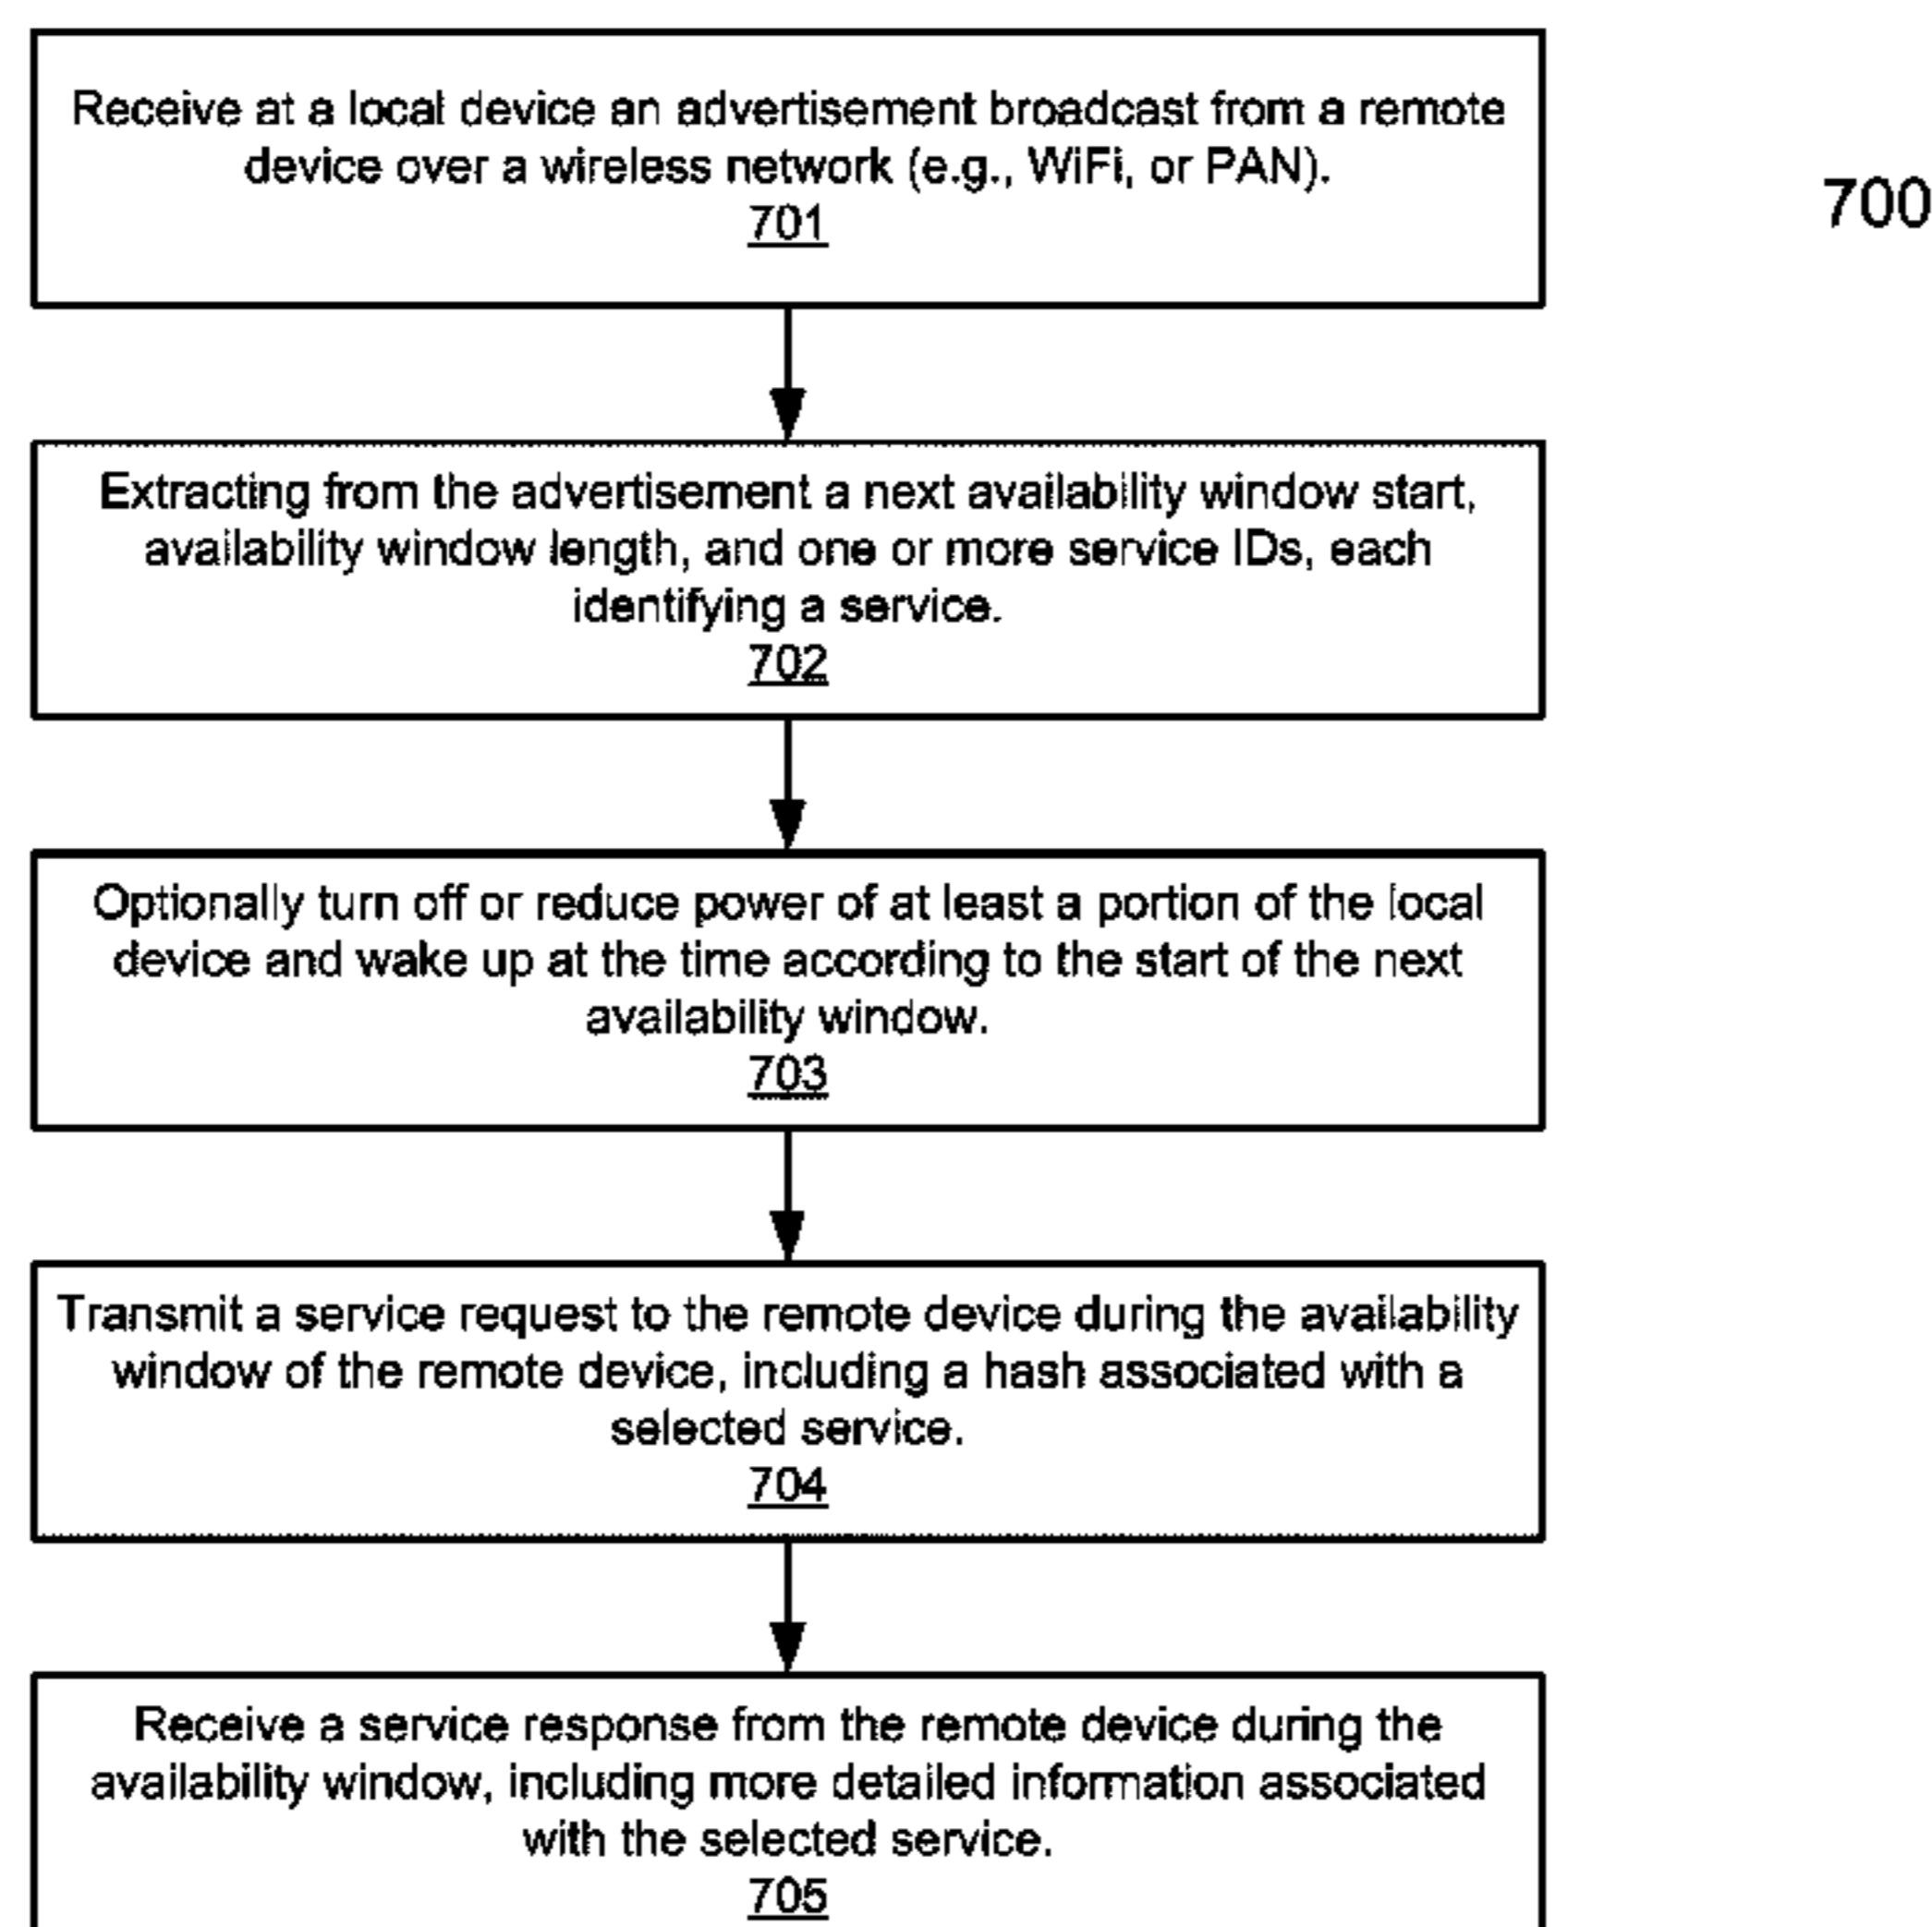 Receive at a local device an advertisement broadcast from a remote
device over a wireless network (e.g., WiFi, or PAN).
701
700
Extracting from the advertisement a next availability window start,
availability window length, and one or more service IDs, each
identifying a service.
702
Optionally turn off or reduce power of at least a portion of the local
device and wake up at the time according to the start of the next
availability window.
703
Transmit a service request to the remote device during the availability
window of the remote device, including a hash associated with a
selected service.
704
Receive a service response from the remote device during the
availability window, including more detailed information associated
with the selected service.
705